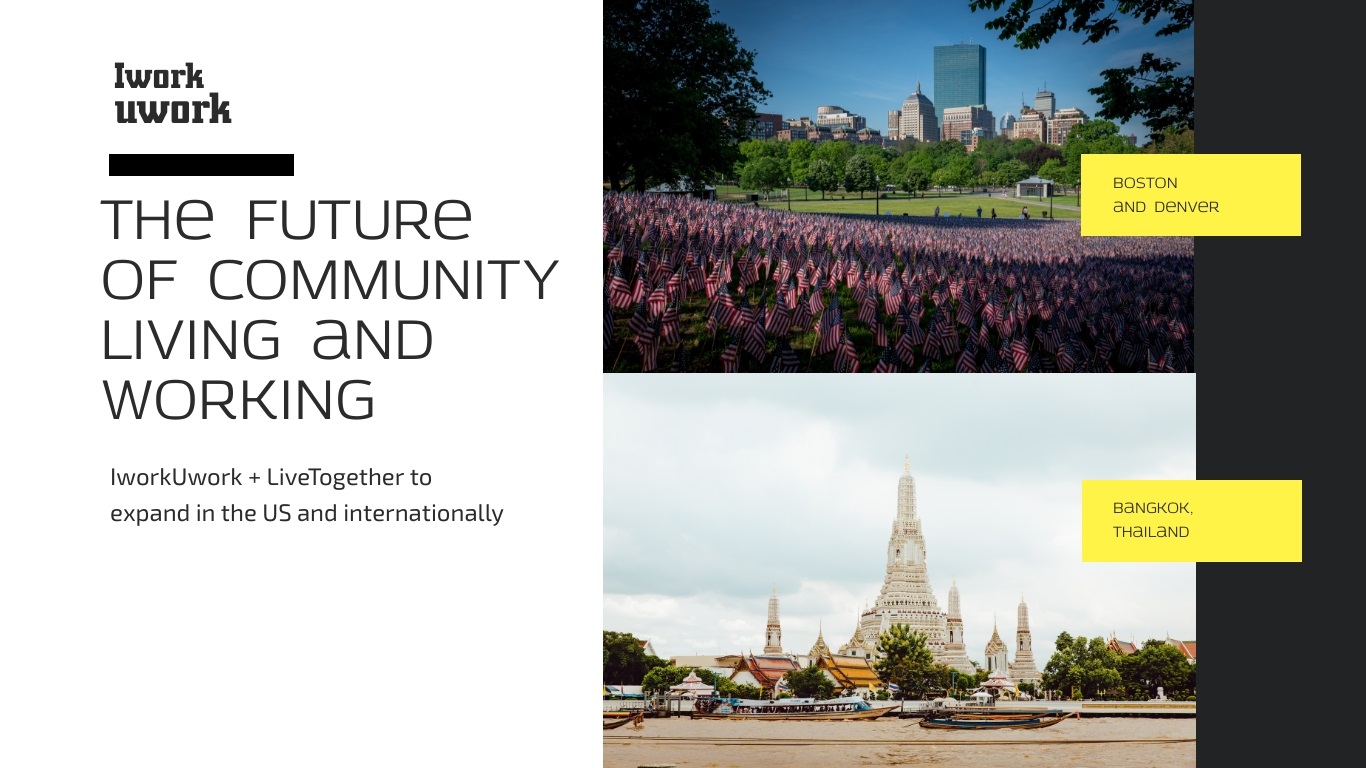 Iwork
uwork
THe FUTURe
OF COMMUNITY
LIVING aND
WORKING
IworkUwork + LiveTogether to
expand in the US and internationally
BOSTON
aND DeNVeR
BaNGKOK,
THaILaND